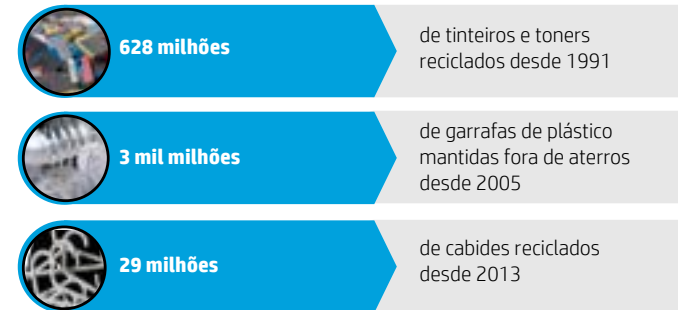 628 milhões
de tinteiros e toners
reciclados desde 1991
3 mil milhões
de garrafas de plástico
mantidas fora de aterros
desde 2005
29 milhões
de cabides reciclados
desde 2013